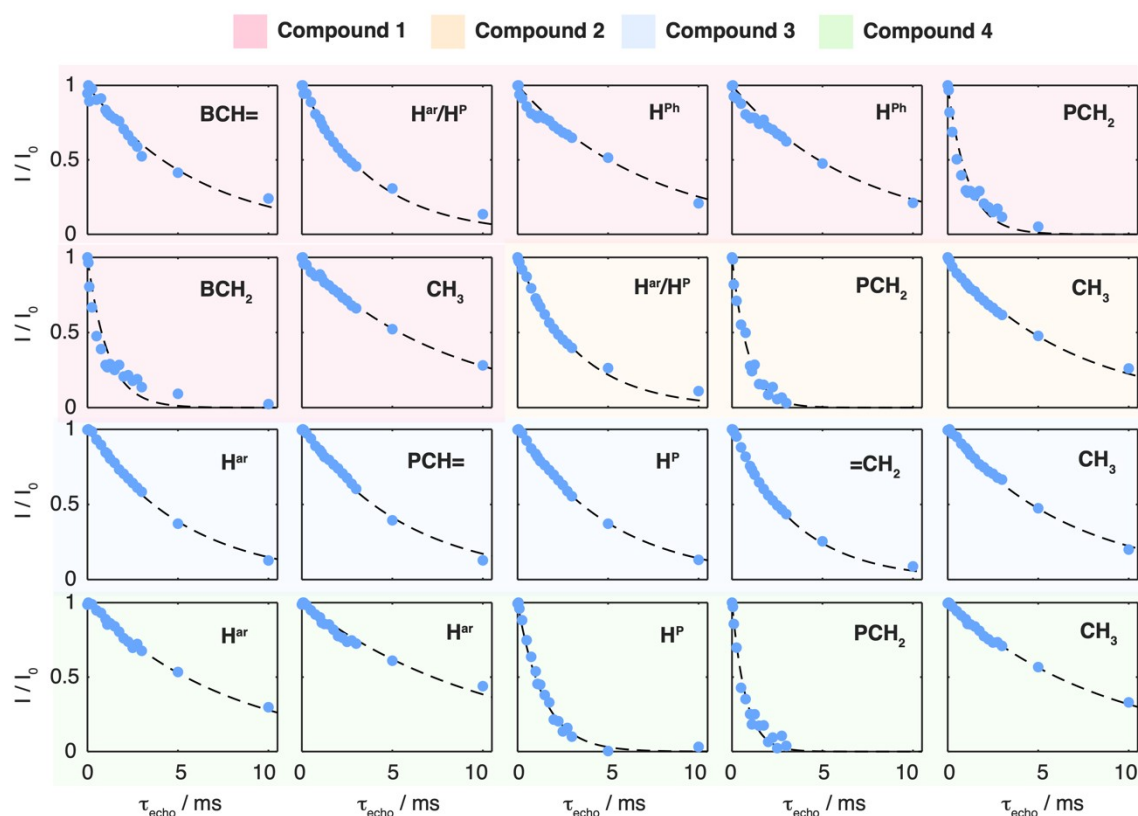 Compound 1 Compound 2 Compound 3 Compound 4
1 BCH= Hᵃʳ/Hᴾ Hᴾʰ Hᴾʰ PCH₂
I / I₀ 0.5
0
1 BCH₂ CH₃ Hᵃʳ/Hᴾ PCH₂ CH₃
I / I₀ 0.5
0
1 Hᵃʳ PCH= Hᴾ =CH₂ CH₃
I / I₀ 0.5
0
1 Hᵃʳ Hᵃʳ Hᴾ PCH₂ CH₃
I / I₀ 0.5
0
0 5 10 0 5 10 0 5 10 0 5 10 0 5 10
τecho / ms τecho / ms τecho / ms τecho / ms τecho / ms